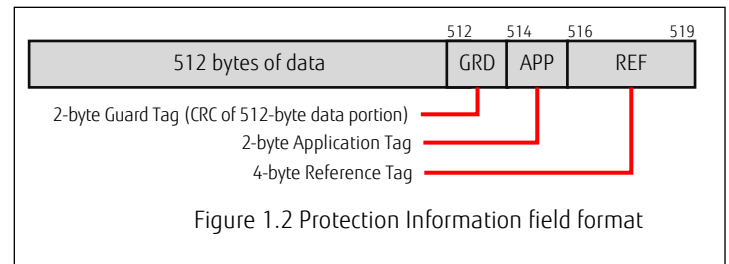 512 514 516 519
512 bytes of data GRD APP REF
2-byte Guard Tag (CRC of 512-byte data portion)
2-byte Application Tag
4-byte Reference Tag
Figure 1.2 Protection Information field format